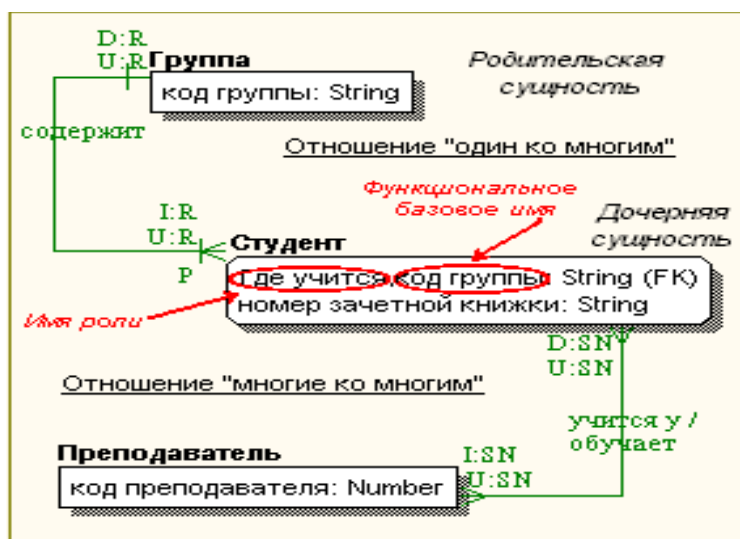 D:R
U:R
Группа
Родительская
сущность
код группы: String
содержит
Отношение "один ко многим"
Функциональное
базовое имя
I:R
U:R
P
Студент
Дочерняя
сущность
Где учится.код группы: String (FK)
номер зачетной книжки: String
Имя роли
D:SN
U:SN
Отношение "многие ко многим"
учится у /
обучает
Преподаватель
I:SN
U:SN
код преподавателя: Number